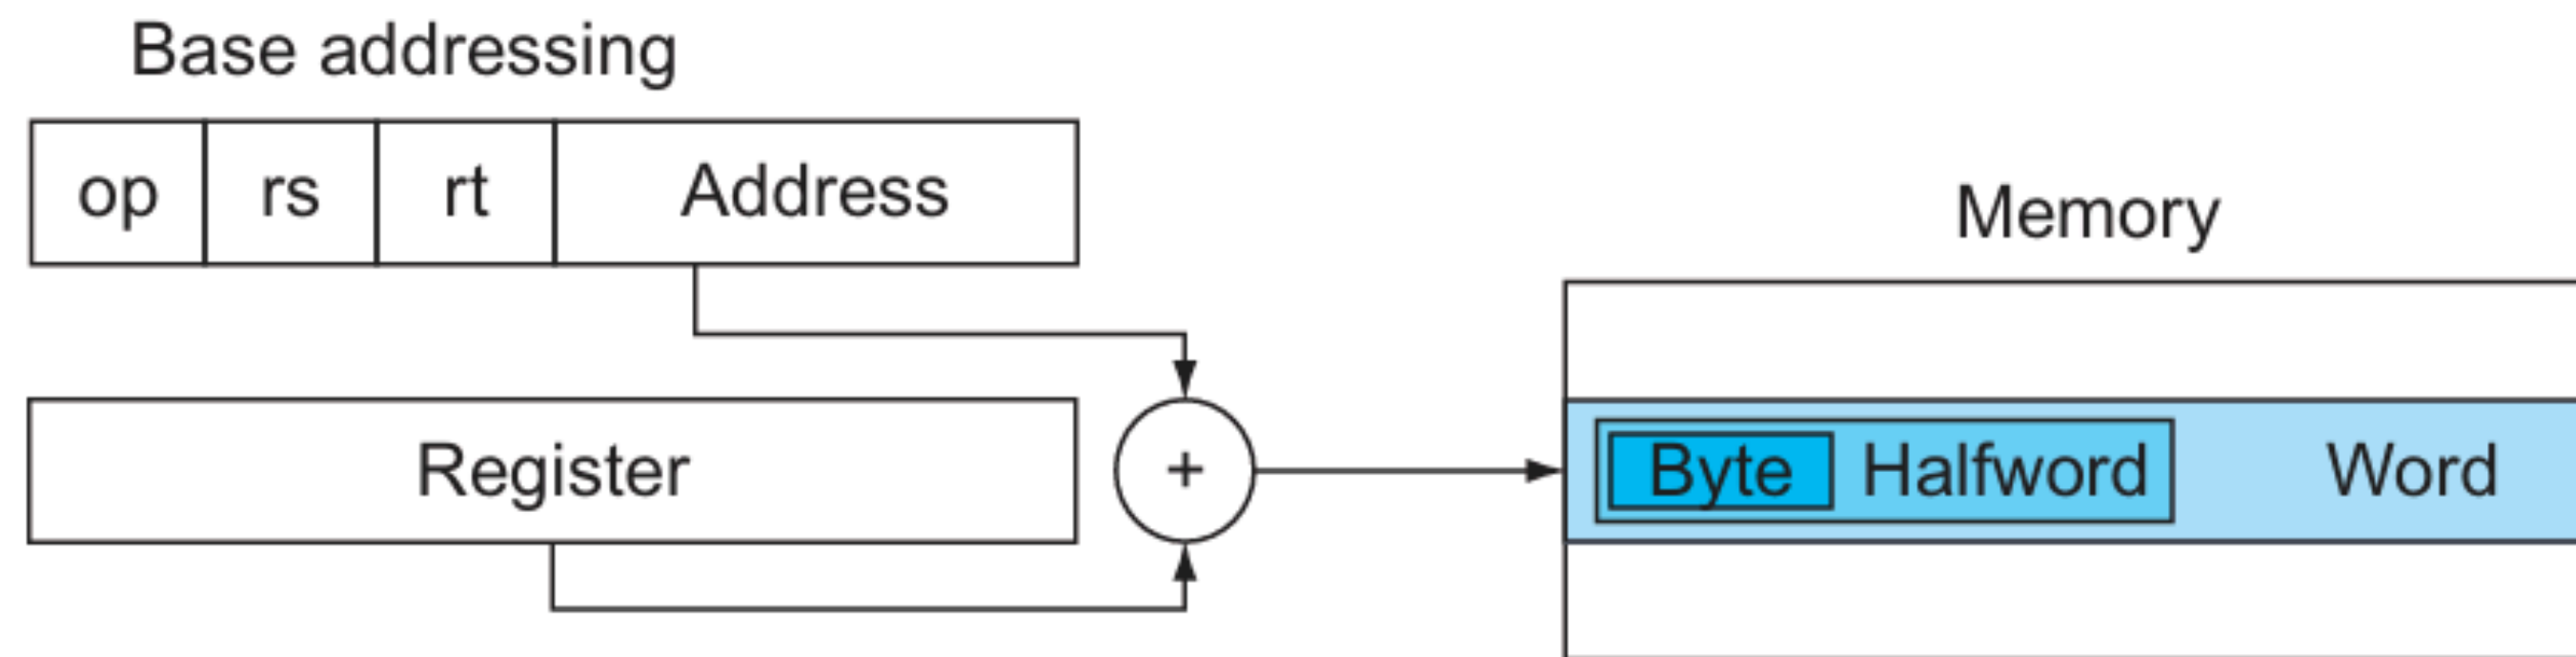 Base addressing
op rs rt Address
Memory
Register + Byte Halfword Word